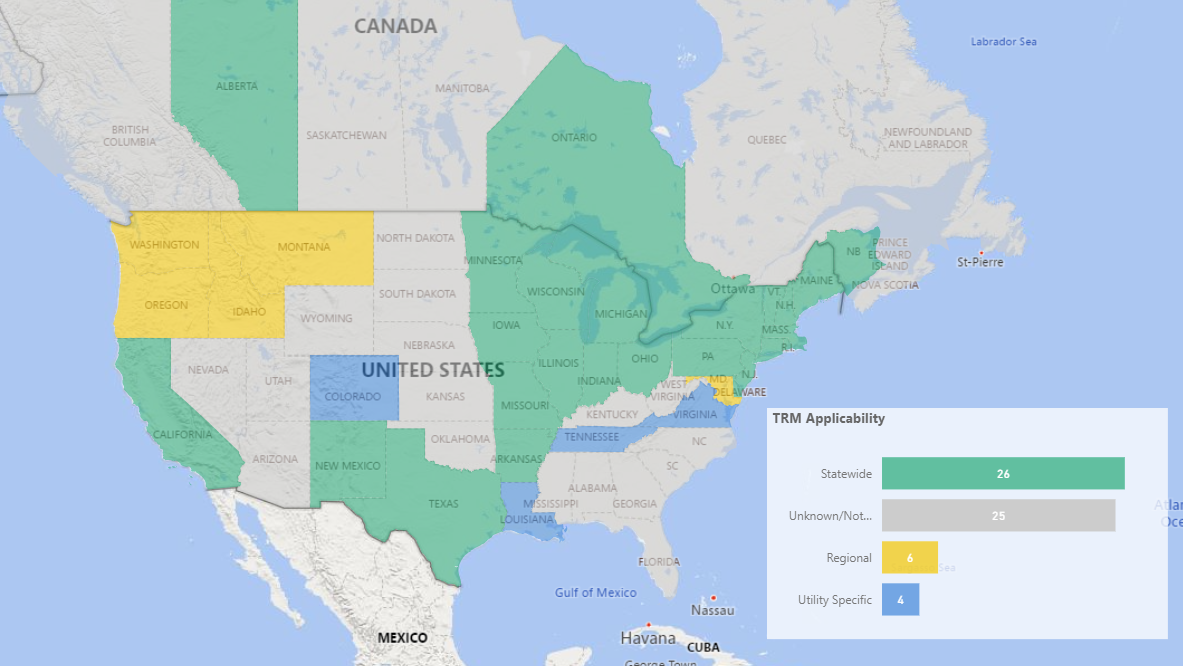 CANADA
Labrador Sea
ALBERTA
MANITOBA
BRITISH
COLUMBIA
SASKATCHEWAN
ONTARIO
QUEBEC
NEWFOUNDLAND
AND LABRADOR
WASHINGTON
MONTANA
NORTH DAKOTA
MINNESOTA
NB
PRINCE
EDWARD
ISLAND
St-Pierre
OREGON
IDAHO
SOUTH DAKOTA
WISCONSIN
Ottawa
MAINE
VT.
NOVA SCOTIA
N.H.
WYOMING
MICHIGAN
IOWA
N.Y.
MASS.
NEBRASKA
R.I.
NEVADA
UTAH
UNITED STATES
ILLINOIS
OHIO
PA
INDIANA
MD.
N.J.
COLORADO
KANSAS
WEST
VIRGINIA
DELAWARE
MISSOURI
KENTUCKY
VIRGINIA
CALIFORNIA
OKLAHOMA
TENNESSEE
NC
ARIZONA
NEW MEXICO
ARKANSAS
SC
TEXAS
ALABAMA
MISSISSIPPI
GEORGIA
LOUISIANA
FLORIDA
Gulf of Mexico
Nassau
MEXICO
Havana
CUBA
George Town
TRM Applicability
Statewide 26
Unknown/Not... 25
Regional 6
Utility Specific 4